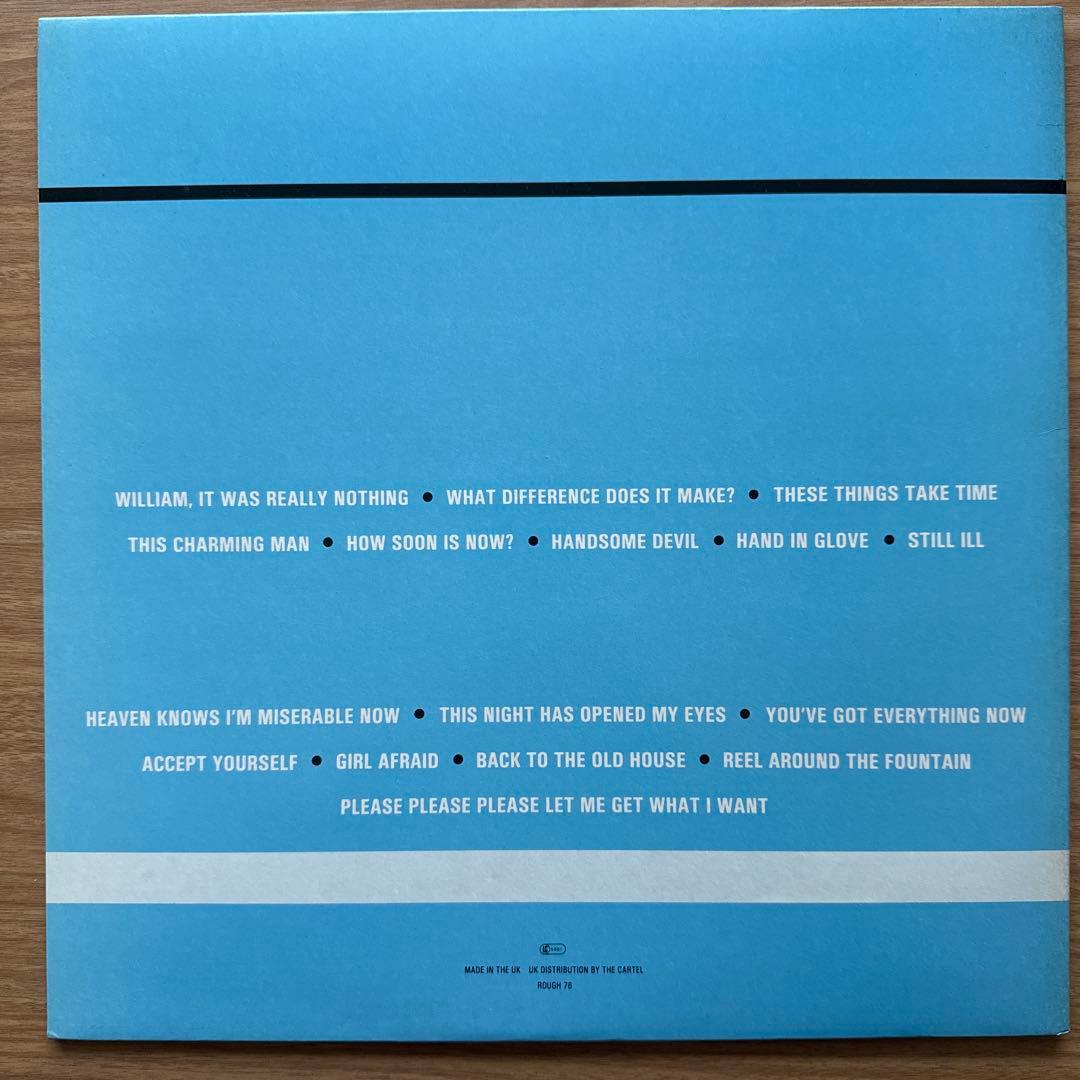 WILLIAM, IT WAS REALLY NOTHING ● WHAT DIFFERENCE DOES IT MAKE? ● THESE THINGS TAKE TIME
THIS CHARMING MAN ● HOW SOON IS NOW? ● HANDSOME DEVIL ● HAND IN GLOVE ● STILL ILL
HEAVEN KNOWS I'M MISERABLE NOW ● THIS NIGHT HAS OPENED MY EYES ● YOU'VE GOT EVERYTHING NOW
ACCEPT YOURSELF ● GIRL AFRAID ● BACK TO THE OLD HOUSE ● REEL AROUND THE FOUNTAIN
PLEASE PLEASE PLEASE LET ME GET WHAT I WANT
MADE IN THE UK UK DISTRIBUTION BY THE CARTEL
ROUGH 76